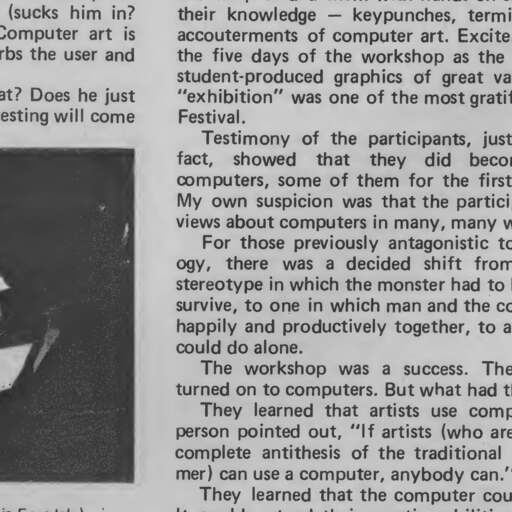 (sucks him in?
Computer art is
rbs the user and
at? Does he just
esting will come
their knowledge — keypunches, termi
accouterments of computer art. Excite
the five days of the workshop as the
student-produced graphics of great va
"exhibition" was one of the most gratif
Festival.
Testimony of the participants, just
fact, showed that they did becor
computers, some of them for the first
My own suspicion was that the partici
views about computers in many, many w
For those previously antagonistic to
ogy, there was a decided shift from
stereotype in which the monster had to
survive, to one in which man and the co
happily and productively together, to a
could do alone.
The workshop was a success. The
turned on to computers. But what had th
They learned that artists use comp
person pointed out, "If artists (who are
complete antithesis of the traditional
mer) can use a computer, anybody can."
They learned that the computer cou